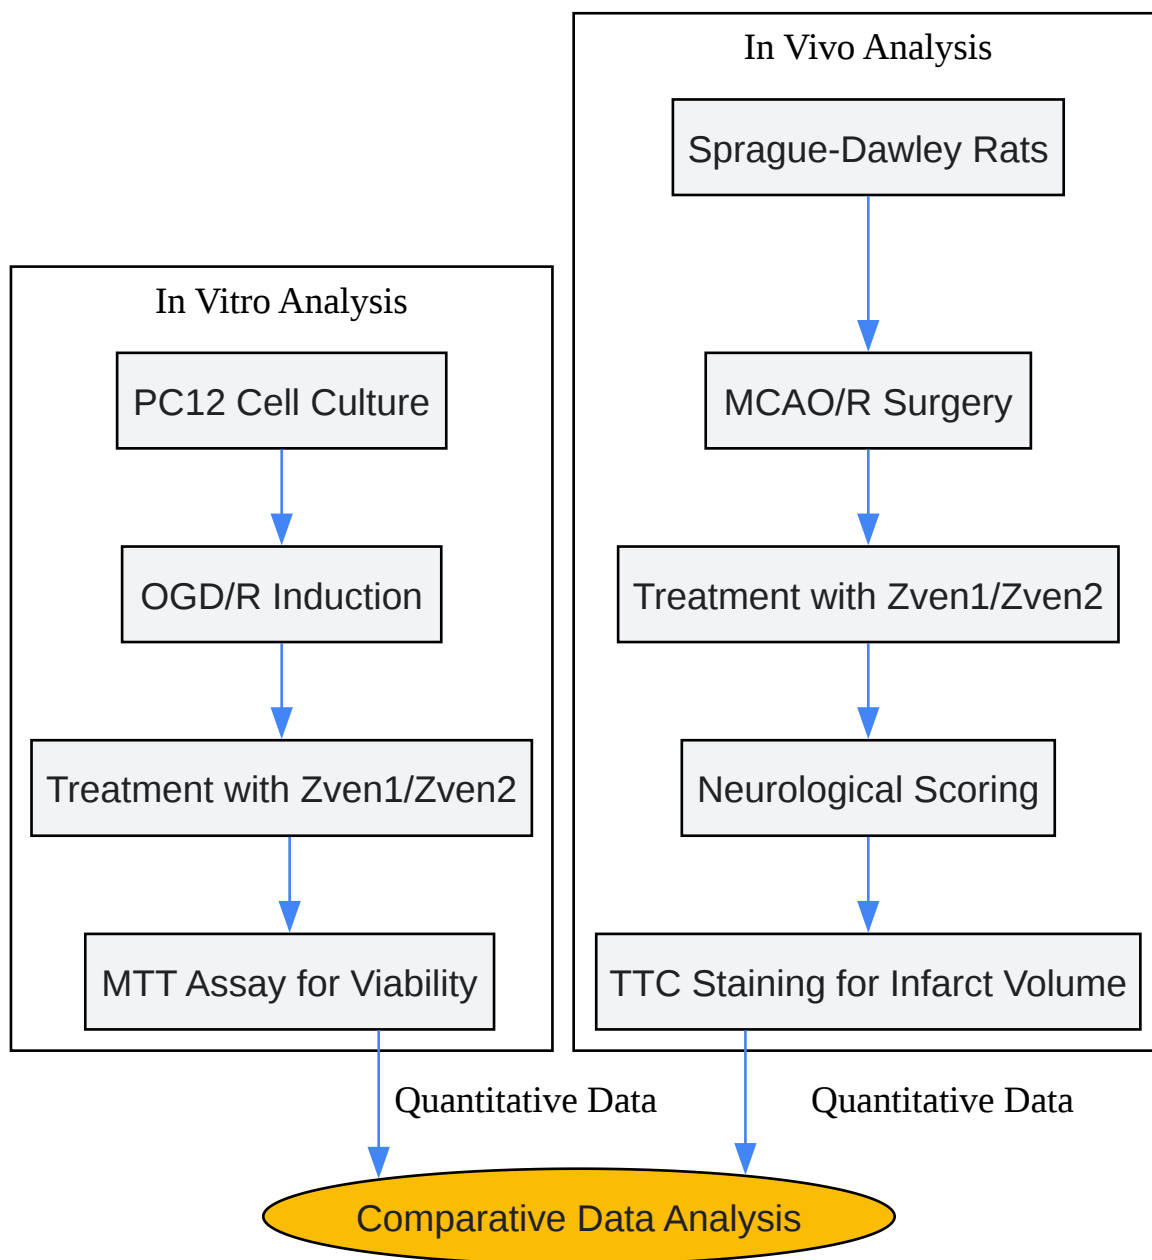 In Vitro Analysis
PC12 Cell Culture
OGD/R Induction
Treatment with Zven1/Zven2
MTT Assay for Viability
Quantitative Data
In Vivo Analysis
Sprague-Dawley Rats
MCAO/R Surgery
Treatment with Zven1/Zven2
Neurological Scoring
TTC Staining for Infarct Volume
Quantitative Data
Comparative Data Analysis